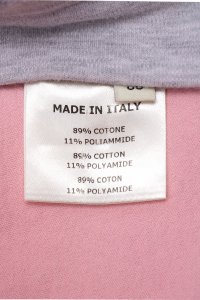 MADE IN ITALY
89% COTONE
11% POLIAMMIDE
89% COTTON
11% POLYAMIDE
89% COTON
11% POLYAMIDE